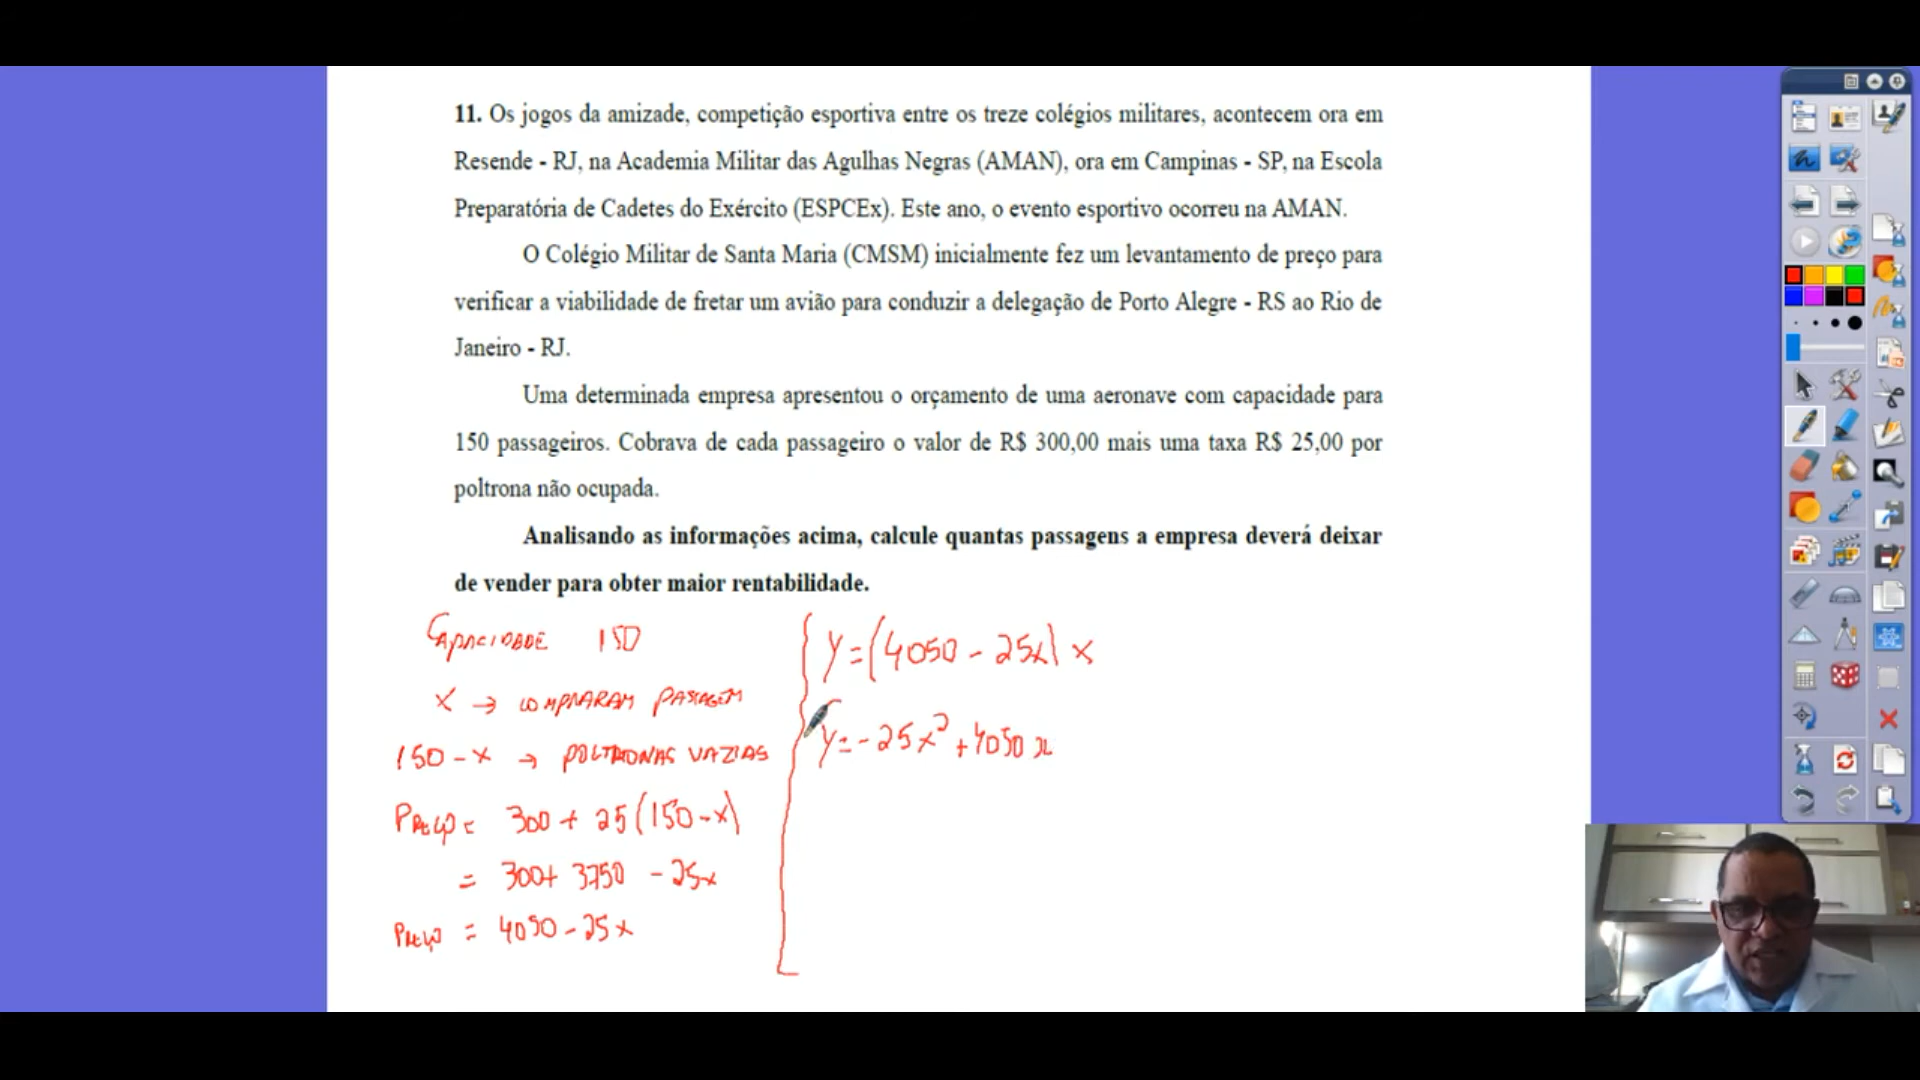 11. Os jogos da amizade, competição esportiva entre os treze colégios militares, acontecem ora em
Resende - RJ, na Academia Militar das Agulhas Negras (AMAN), ora em Campinas - SP, na Escola
Preparatória de Cadetes do Exército (ESPCEx). Este ano, o evento esportivo ocorreu na AMAN.
O Colégio Militar de Santa Maria (CMSM) inicialmente fez um levantamento de preço para
verificar a viabilidade de fretar um avião para conduzir a delegação de Porto Alegre - RS ao Rio de
Janeiro - RJ.
Uma determinada empresa apresentou o orçamento de uma aeronave com capacidade para
150 passageiros. Cobrava de cada passageiro o valor de R$ 300,00 mais uma taxa R$ 25,00 por
poltrona não ocupada.
Analisando as informações acima, calcule quantas passagens a empresa deverá deixar
de vender para obter maior rentabilidade.
CAPACIDADE 150
x → COMPRARAM PASSAGEM
150 - x → POLTRONAS VAZIAS
PREÇO = 300 + 25(150-x)
= 300+ 3750 - 25x
PREÇO = 4050 - 25x
y = (4050 - 25x) x
y = -25x² + 4050x